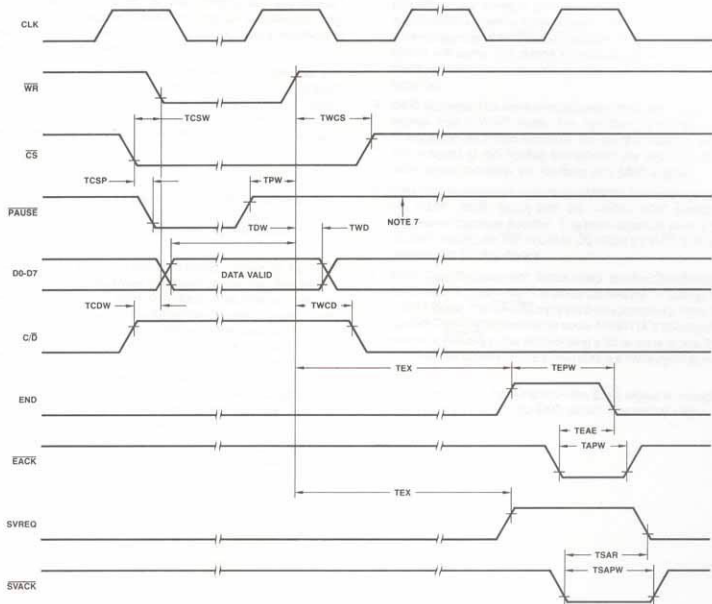 CLK
WR
TCSW
TWCS
CS
TCSP
TPW
PAUSE
TDW
TWD
NOTE 7
D0-D7
DATA VALID
TCDW
TWCD
C/D
TEX
TEPW
END
TEAE
TAPW
EACK
TEX
SVREQ
TSAR
TSAPW
SVACK